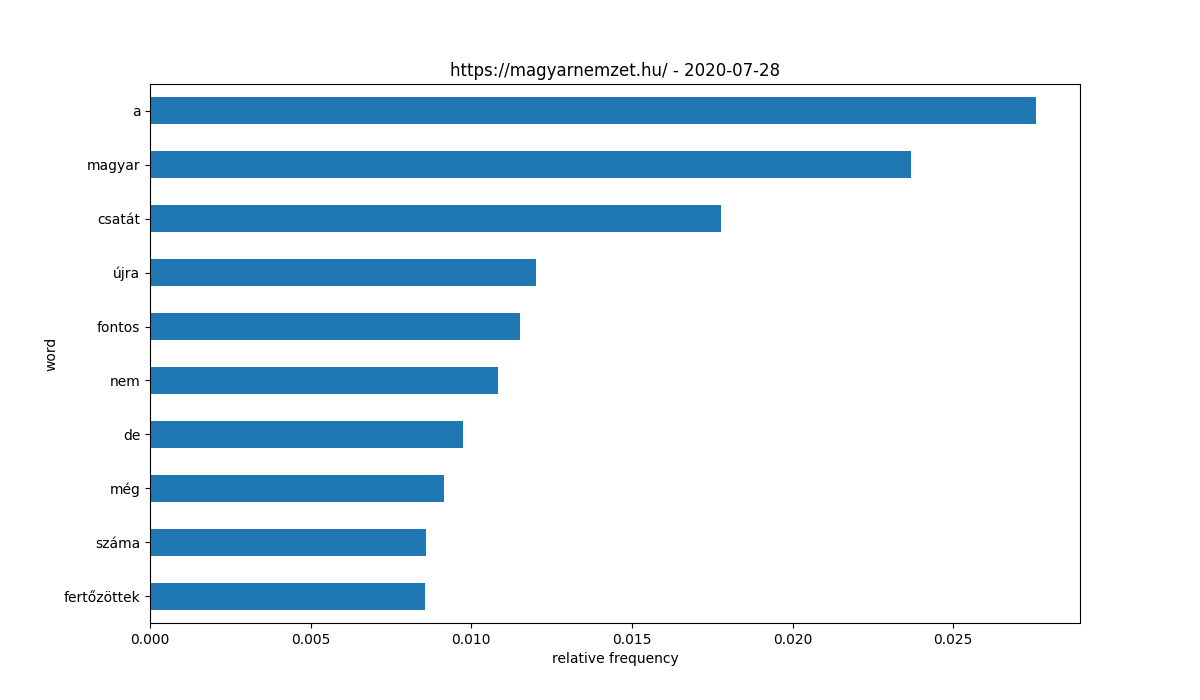 https://magyarnemzet.hu/ - 2020-07-28
a
magyar
csatát
újra
fontos
nem
de
még
száma
fertőzöttek
word
0.000 0.005 0.010 0.015 0.020 0.025
relative frequency